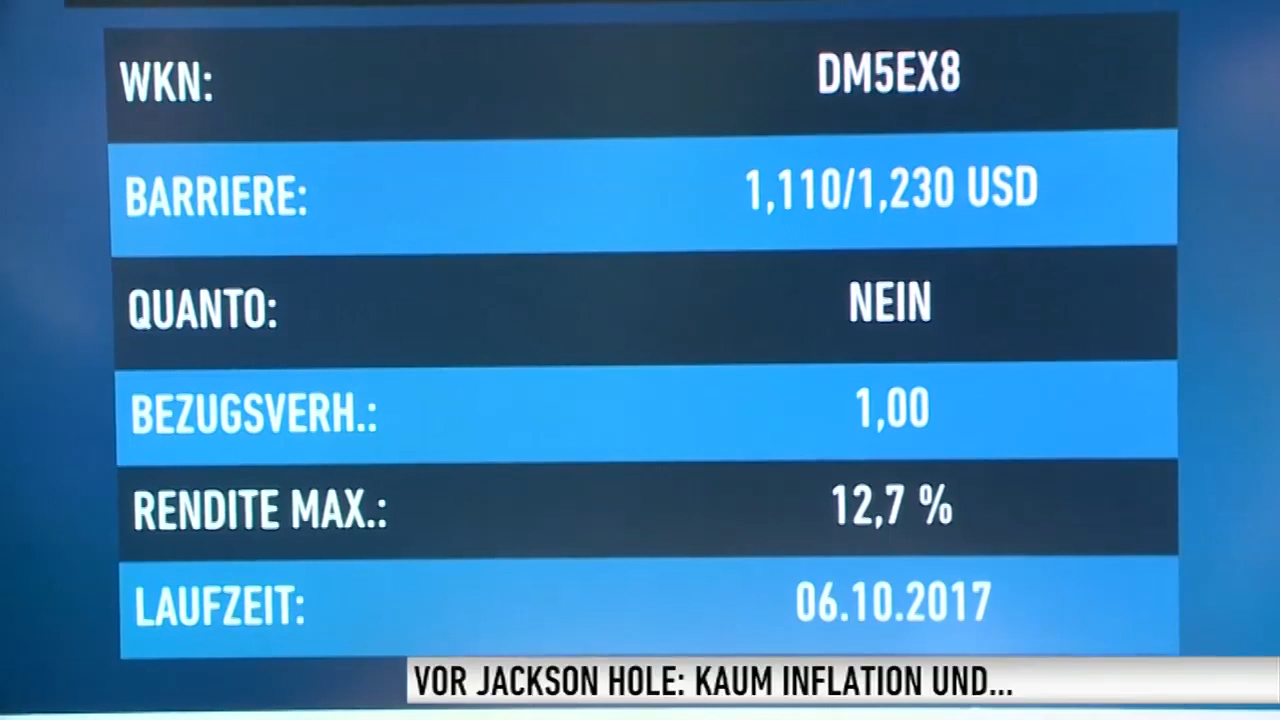 WKN: DM5EX8
BARRIERE: 1,110/1,230 USD
QUANTO: NEIN
BEZUGSVERH.: 1,00
RENDITE MAX.: 12,7 %
LAUFZEIT: 06.10.2017
VOR JACKSON HOLE: KAUM INFLATION UND...